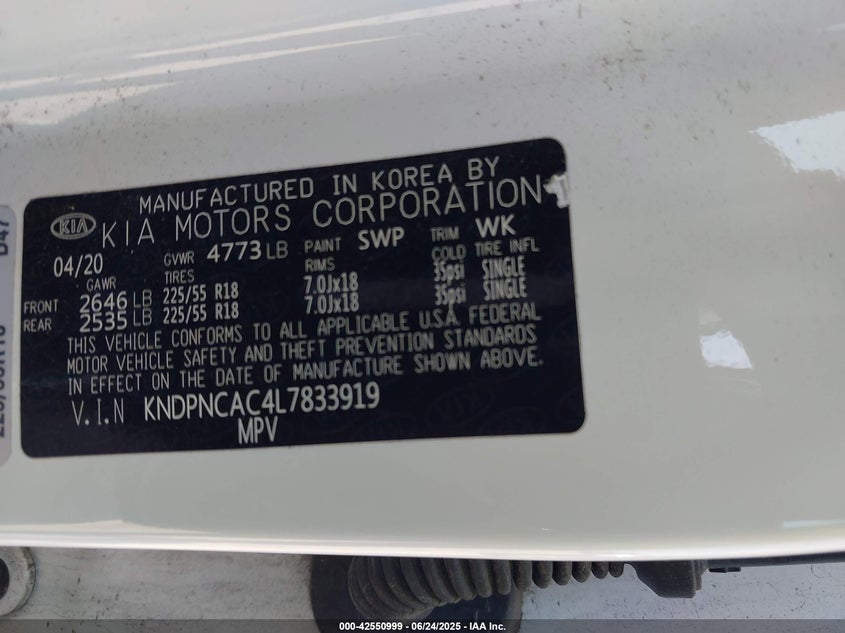 MANUFACTURED IN KOREA BY
KIA KIA MOTORS CORPORATION
04/20 GVWR 4773 LB PAINT SWP TRIM WK
GAWR TIRES RIMS COLD TIRE INFL
FRONT 2646 LB 225/55 R18 7.0Jx18 35psi SINGLE
REAR 2535 LB 225/55 R18 7.0Jx18 35psi SINGLE
THIS VEHICLE CONFORMS TO ALL APPLICABLE U.S.A. FEDERAL
MOTOR VEHICLE SAFETY AND THEFT PREVENTION STANDARDS
IN EFFECT ON THE DATE OF MANUFACTURE SHOWN ABOVE.
V.I.N KNDPNCAC4L7833919
MPV
000-42550999 — 06/24/2025 — IAA Inc.